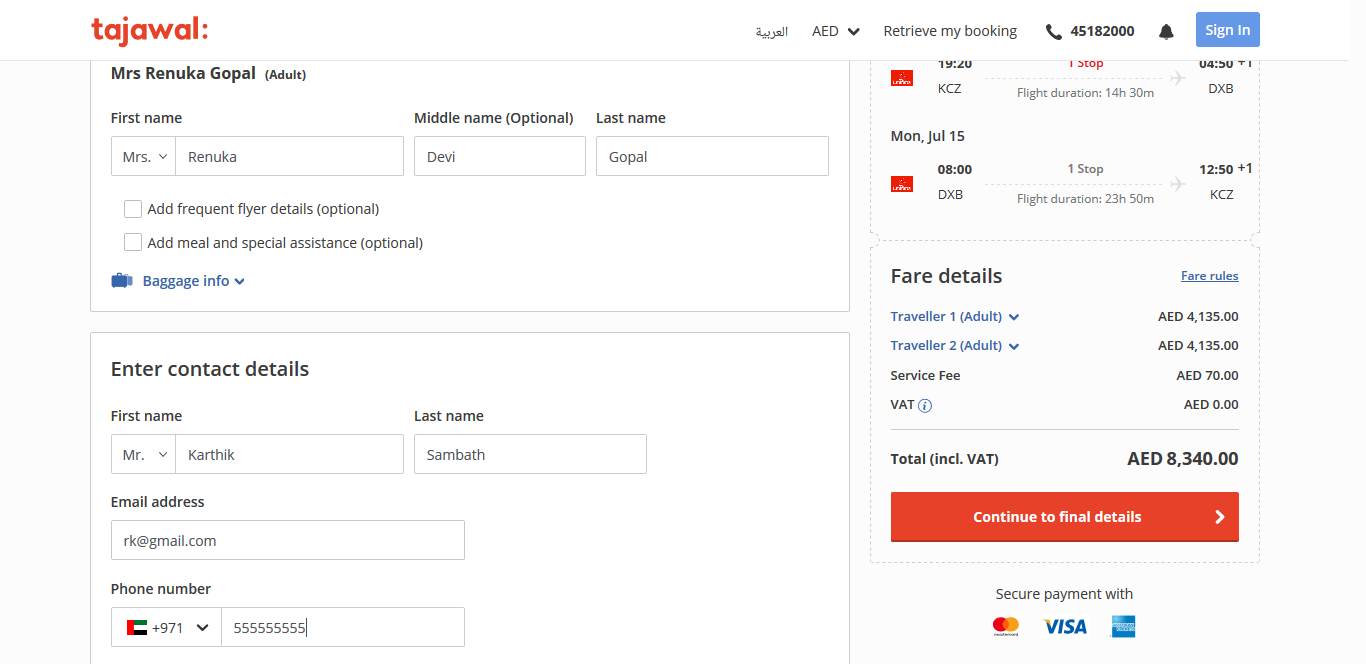 tajawal:
العربية AED Retrieve my booking 45182000 Sign In
Mrs Renuka Gopal (Adult)
First name Middle name (Optional) Last name
Mrs. Renuka Devi Gopal
Add frequent flyer details (optional)
Add meal and special assistance (optional)
Baggage info
Enter contact details
First name Last name
Mr. Karthik Sambath
Email address
rk@gmail.com
Phone number
+971 555555555
19:20 1 Stop 04:50 +1
KCZ Flight duration: 14h 30m DXB
Mon, Jul 15
08:00 1 Stop 12:50 +1
DXB Flight duration: 23h 50m KCZ
Fare details Fare rules
Traveller 1 (Adult) AED 4,135.00
Traveller 2 (Adult) AED 4,135.00
Service Fee AED 70.00
VAT i AED 0.00
Total (incl. VAT) AED 8,340.00
Continue to final details
Secure payment with
mastercard VISA